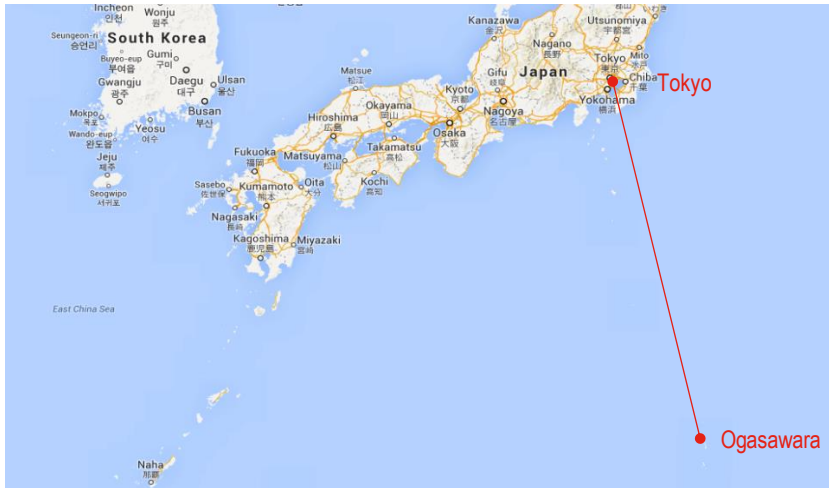 Incheon
인천
Wonju
원주
Seungeon-ri
승언리
South Korea
Buyeo-eup
부여읍
Gumi
구미
Gwangju
광주
Daegu
대구
Ulsan
울산
Mokpo
목포
Busan
부산
Wando-eup
완도읍
Yeosu
여수
Jeju
제주
Seogwipo
서귀포
Kanazawa
金沢
Utsunomiya
宇都宮
いわき
Nagano
長野
Mito
水戸
Matsue
松江
Gifu
岐阜
Japan
Tokyo
東京
Chiba
千葉
Tokyo
Kyoto
京都
Okayama
岡山
Nagoya
名古屋
Yokohama
横浜
Hiroshima
広島
Osaka
大阪
Takamatsu
高松
Fukuoka
福岡
Matsuyama
松山
Kochi
高知
Sasebo
佐世保
Kumamoto
熊本
Oita
大分
Nagasaki
長崎
Kagoshima
鹿児島
Miyazaki
宮崎
East China Sea
Ogasawara
Naha
那覇